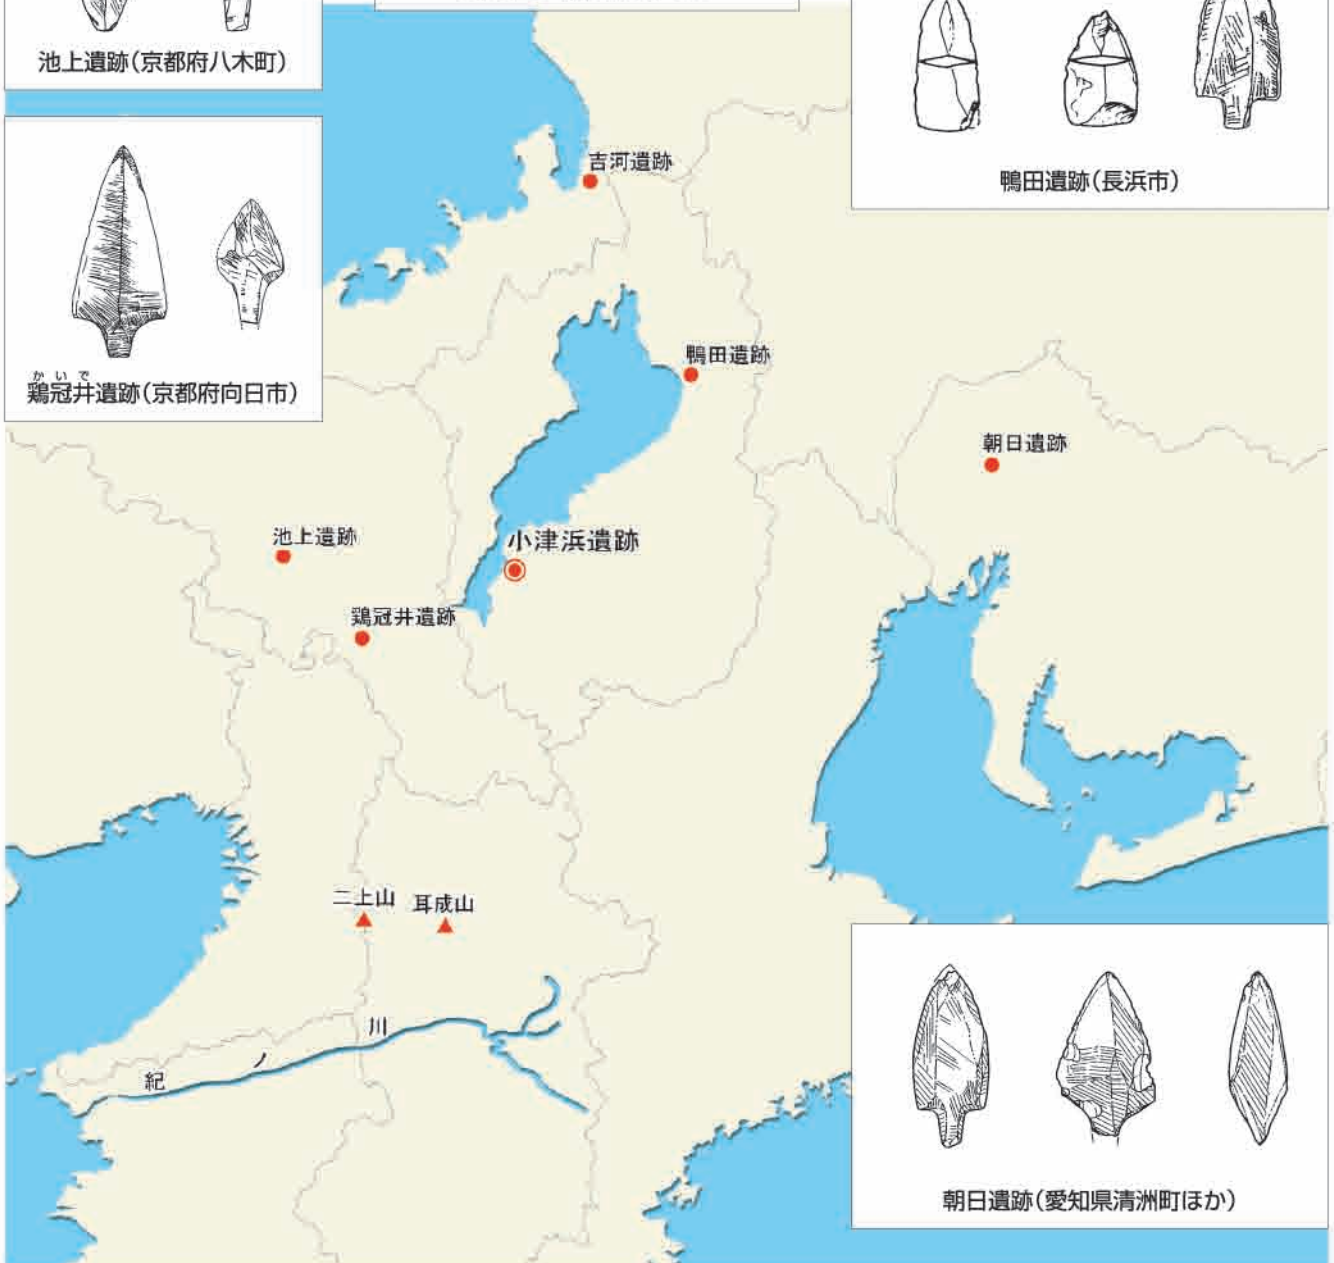 池上遺跡(京都府八木町)
鴨田遺跡(長浜市)
吉河遺跡
かいで
鶏冠井遺跡(京都府向日市)
鴨田遺跡
朝日遺跡
池上遺跡
小津浜遺跡
鶏冠井遺跡
二上山
耳成山
紀ノ川
朝日遺跡(愛知県清洲町ほか)